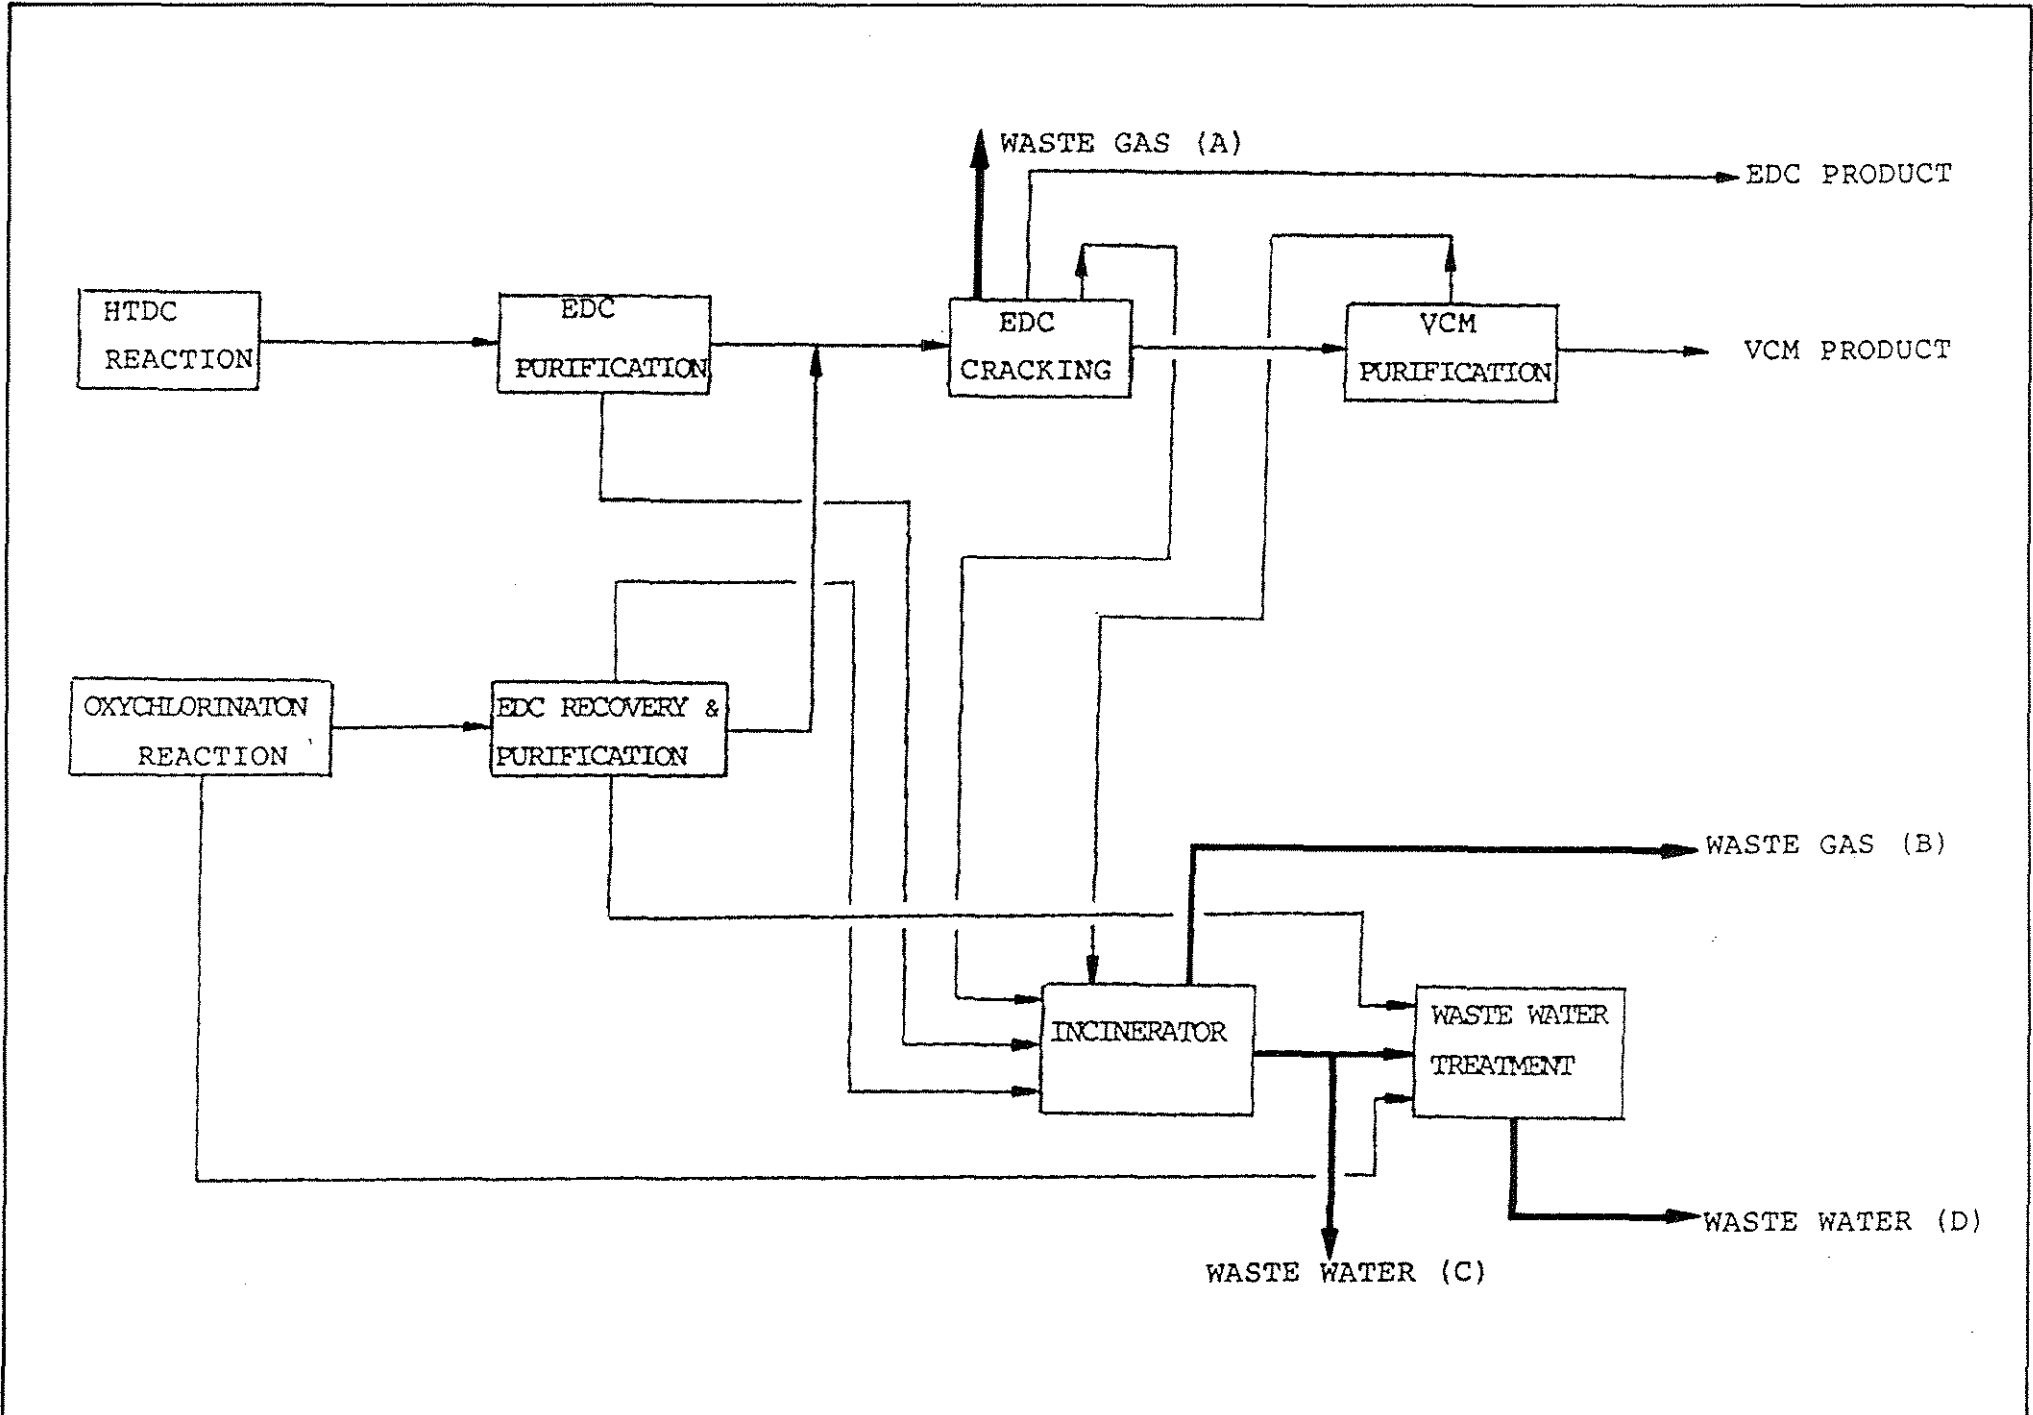 WASTE GAS (A)
EDC PRODUCT
HTDC
REACTION
EDC
PURIFICATION
EDC
CRACKING
VCM
PURIFICATION
VCM PRODUCT
OXYCHLORINATON
REACTION
EDC RECOVERY &
PURIFICATION
WASTE GAS (B)
INCINERATOR
WASTE WATER
TREATMENT
WASTE WATER (D)
WASTE WATER (C)